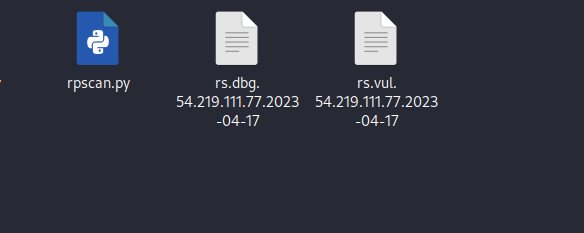 rpscan.py
rs.dbg.
54.219.111.77.2023
-04-17
rs.vul.
54.219.111.77.2023
-04-17